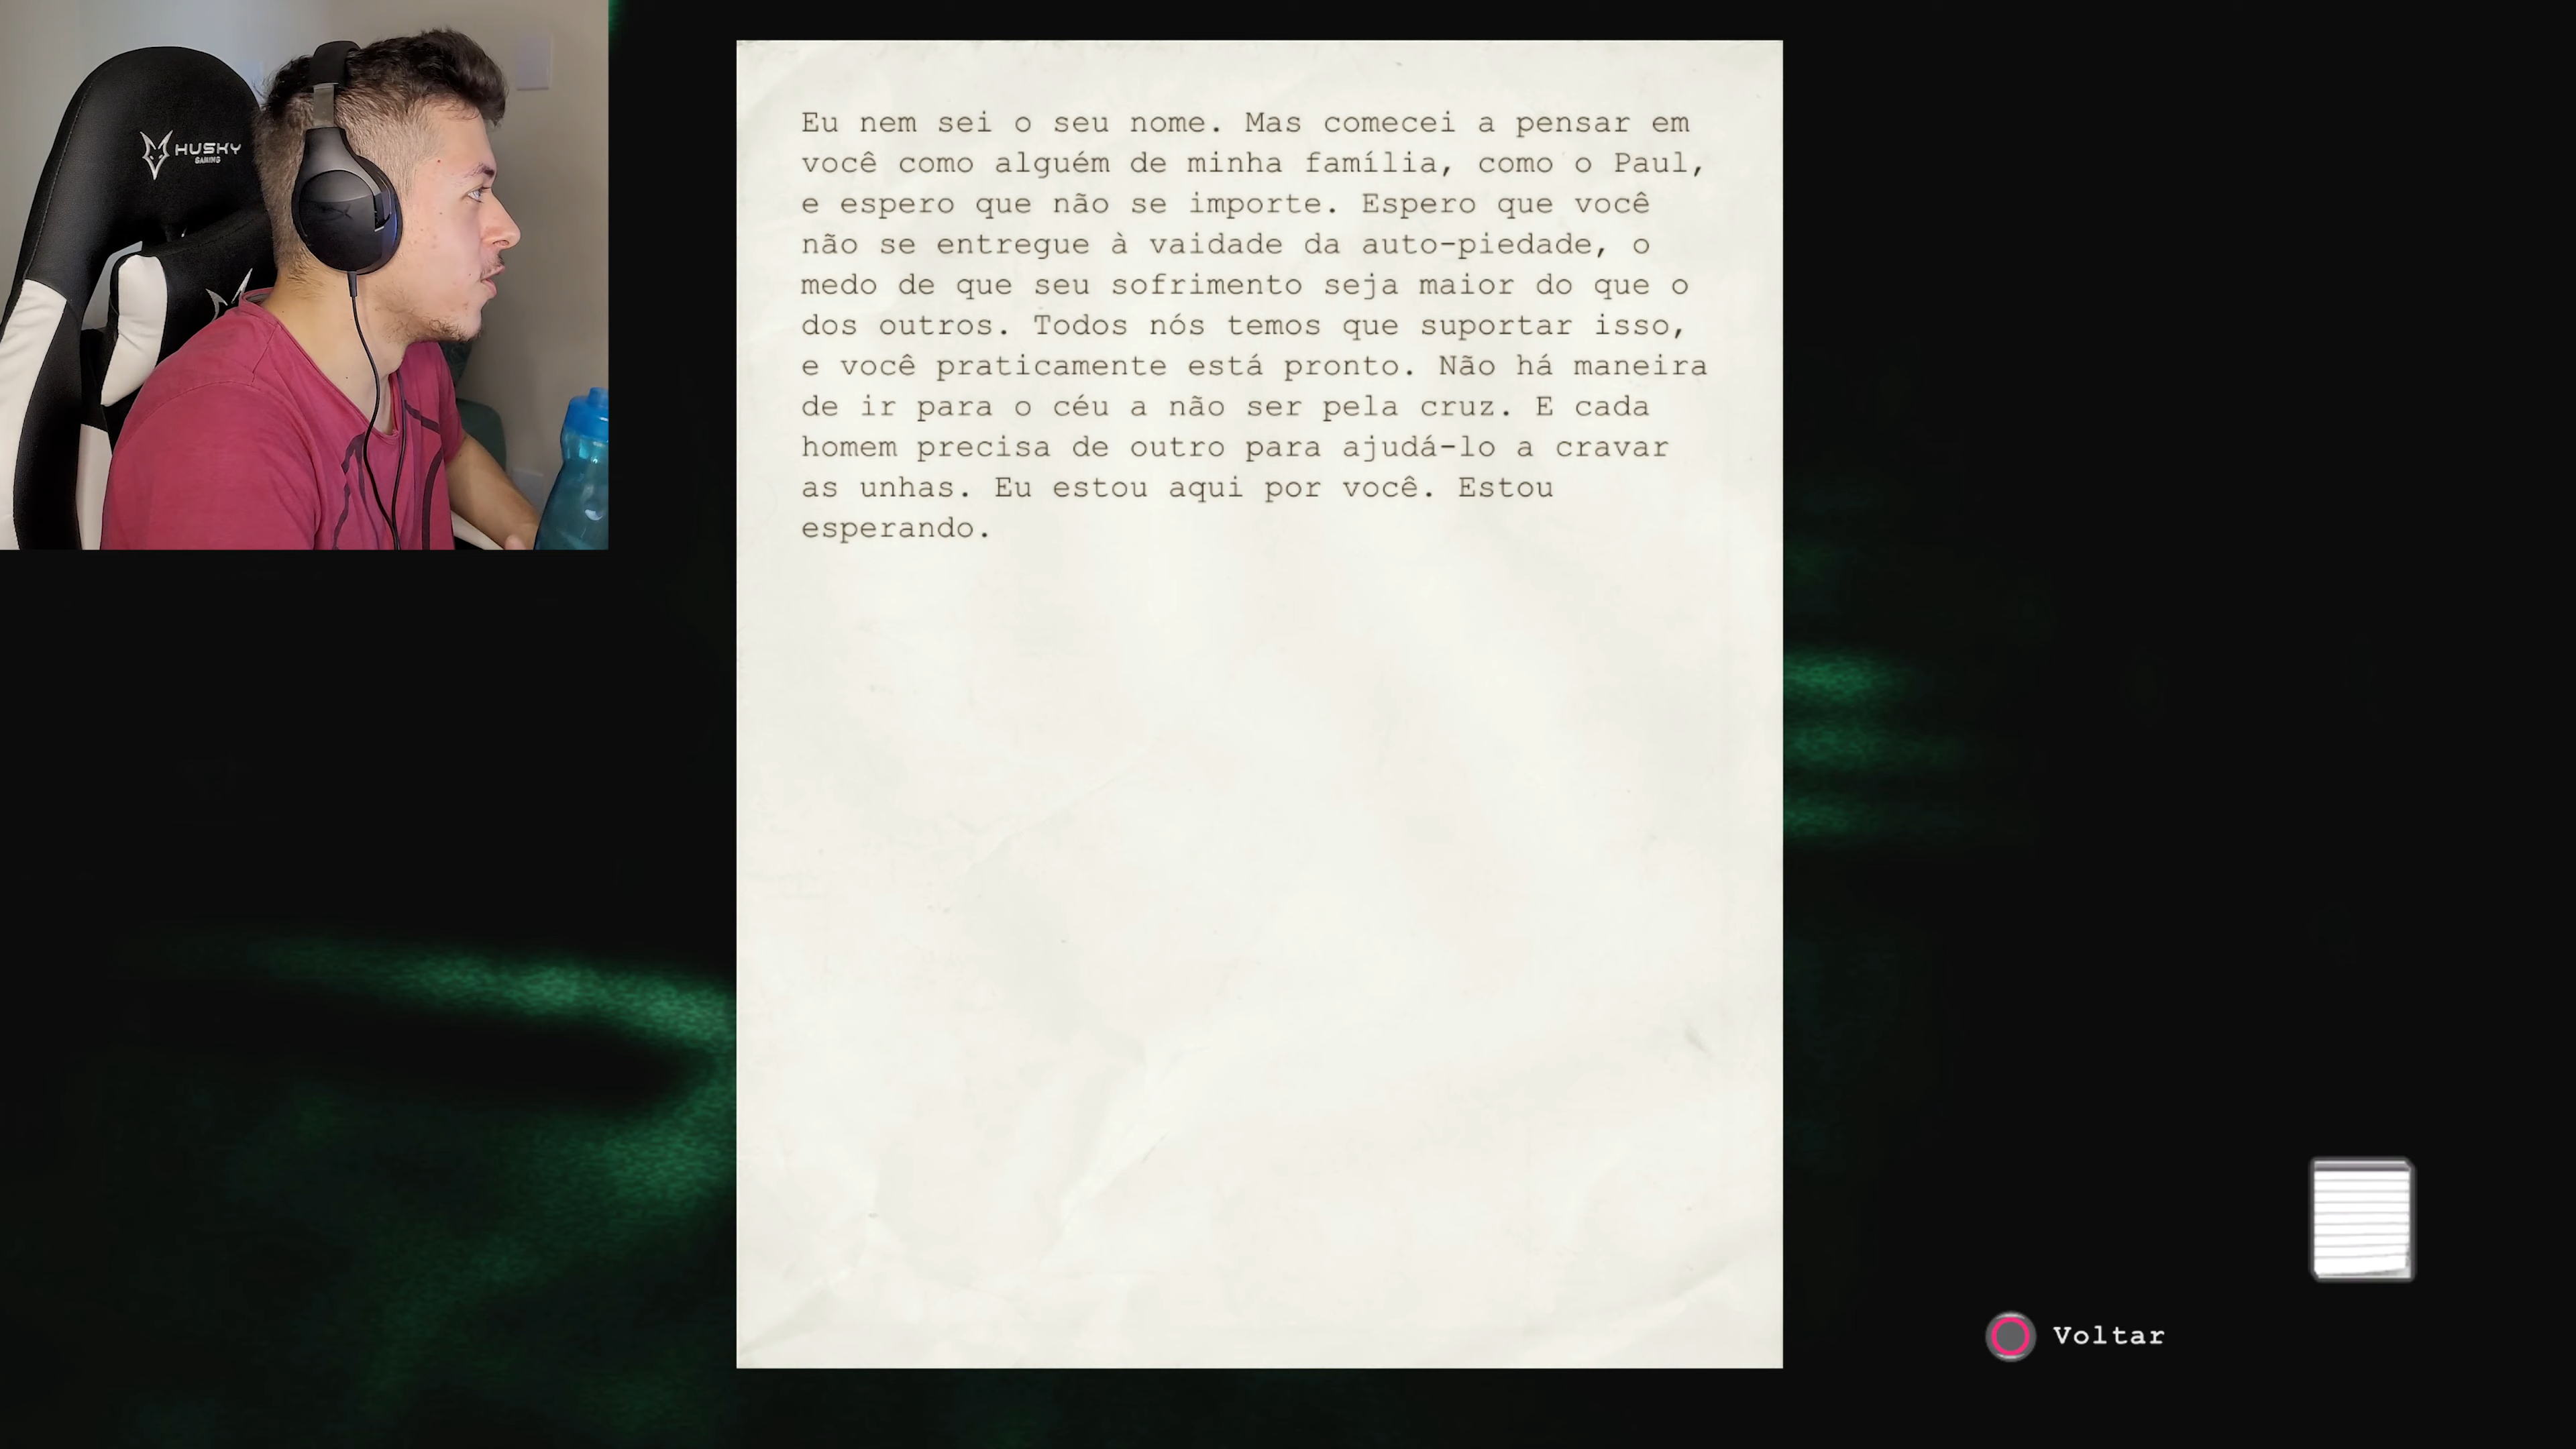 HUSKY
GAMING
Eu nem sei o seu nome. Mas comecei a pensar em
você como alguém de minha família, como o Paul,
e espero que não se importe. Espero que você
não se entregue à vaidade da auto-piedade, o
medo de que seu sofrimento seja maior do que o
dos outros. Todos nós temos que suportar isso,
e você praticamente está pronto. Não há maneira
de ir para o céu a não ser pela cruz. E cada
homem precisa de outro para ajudá-lo a cravar
as unhas. Eu estou aqui por você. Estou
esperando.
Voltar